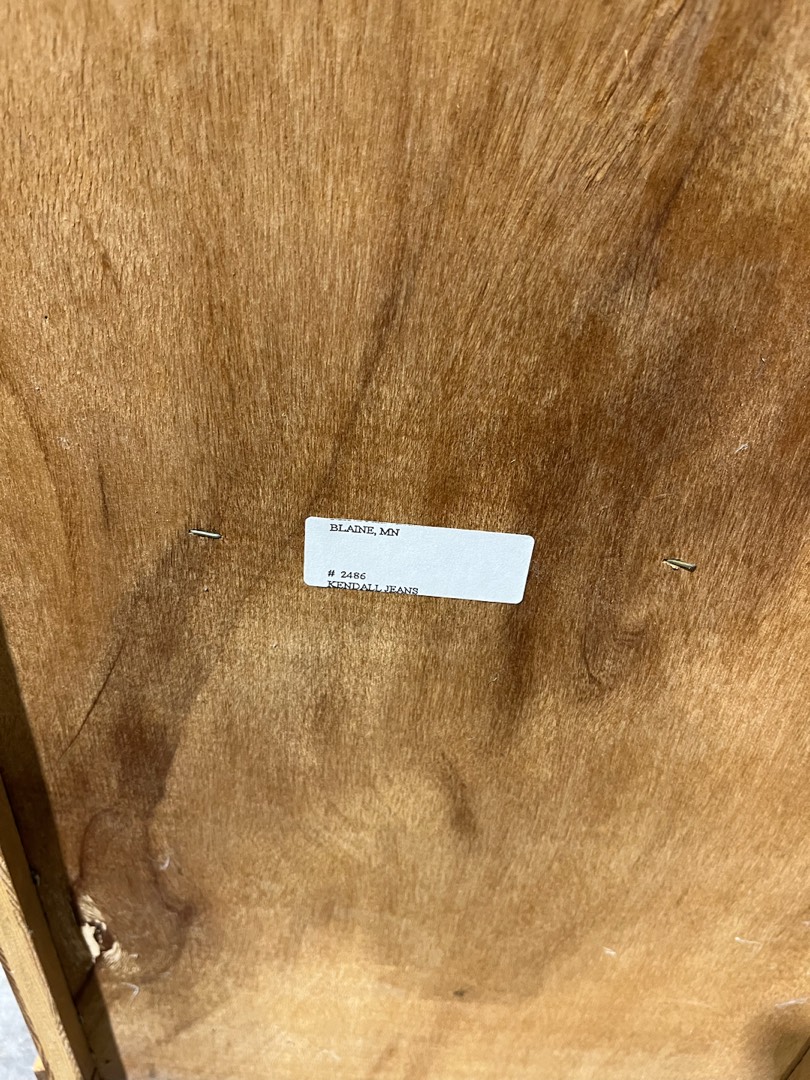 BLAINE, MN
# 2486
KENDALL JEANS